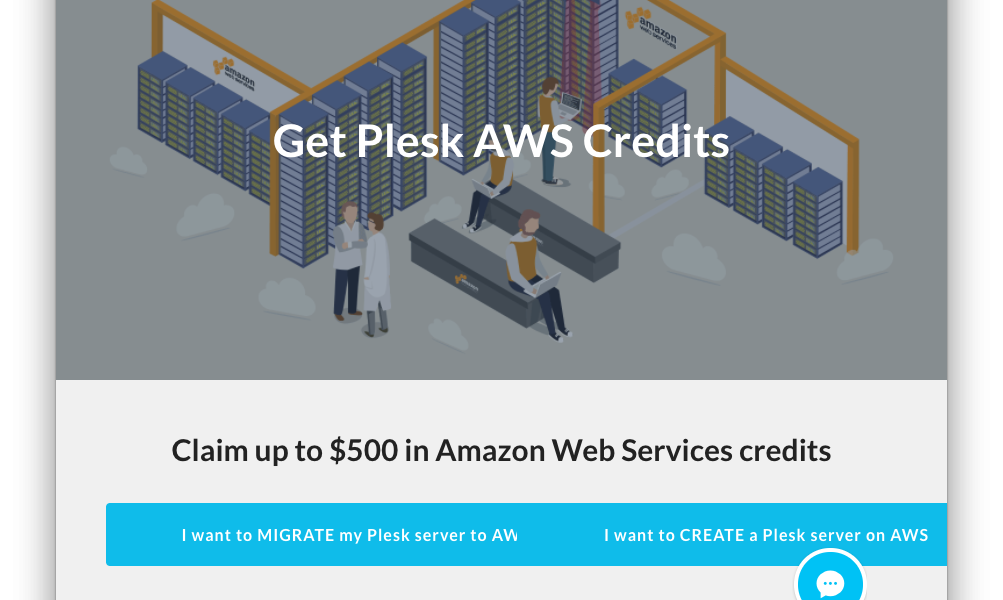 amazon
web services
amazon
web services
Get Plesk AWS Credits
Claim up to $500 in Amazon Web Services credits
I want to MIGRATE my Plesk server to AW
I want to CREATE a Plesk server on AWS